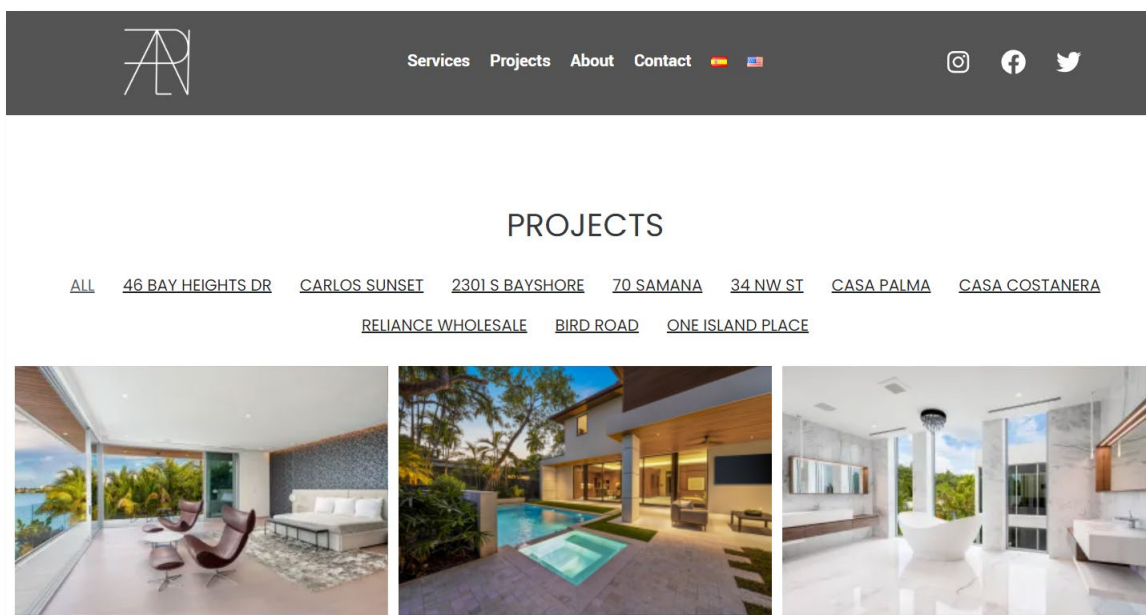 Services Projects About Contact
PROJECTS
ALL 46 BAY HEIGHTS DR CARLOS SUNSET 2301 S BAYSHORE 70 SAMANA 34 NW ST CASA PALMA CASA COSTANERA
RELIANCE WHOLESALE BIRD ROAD ONE ISLAND PLACE